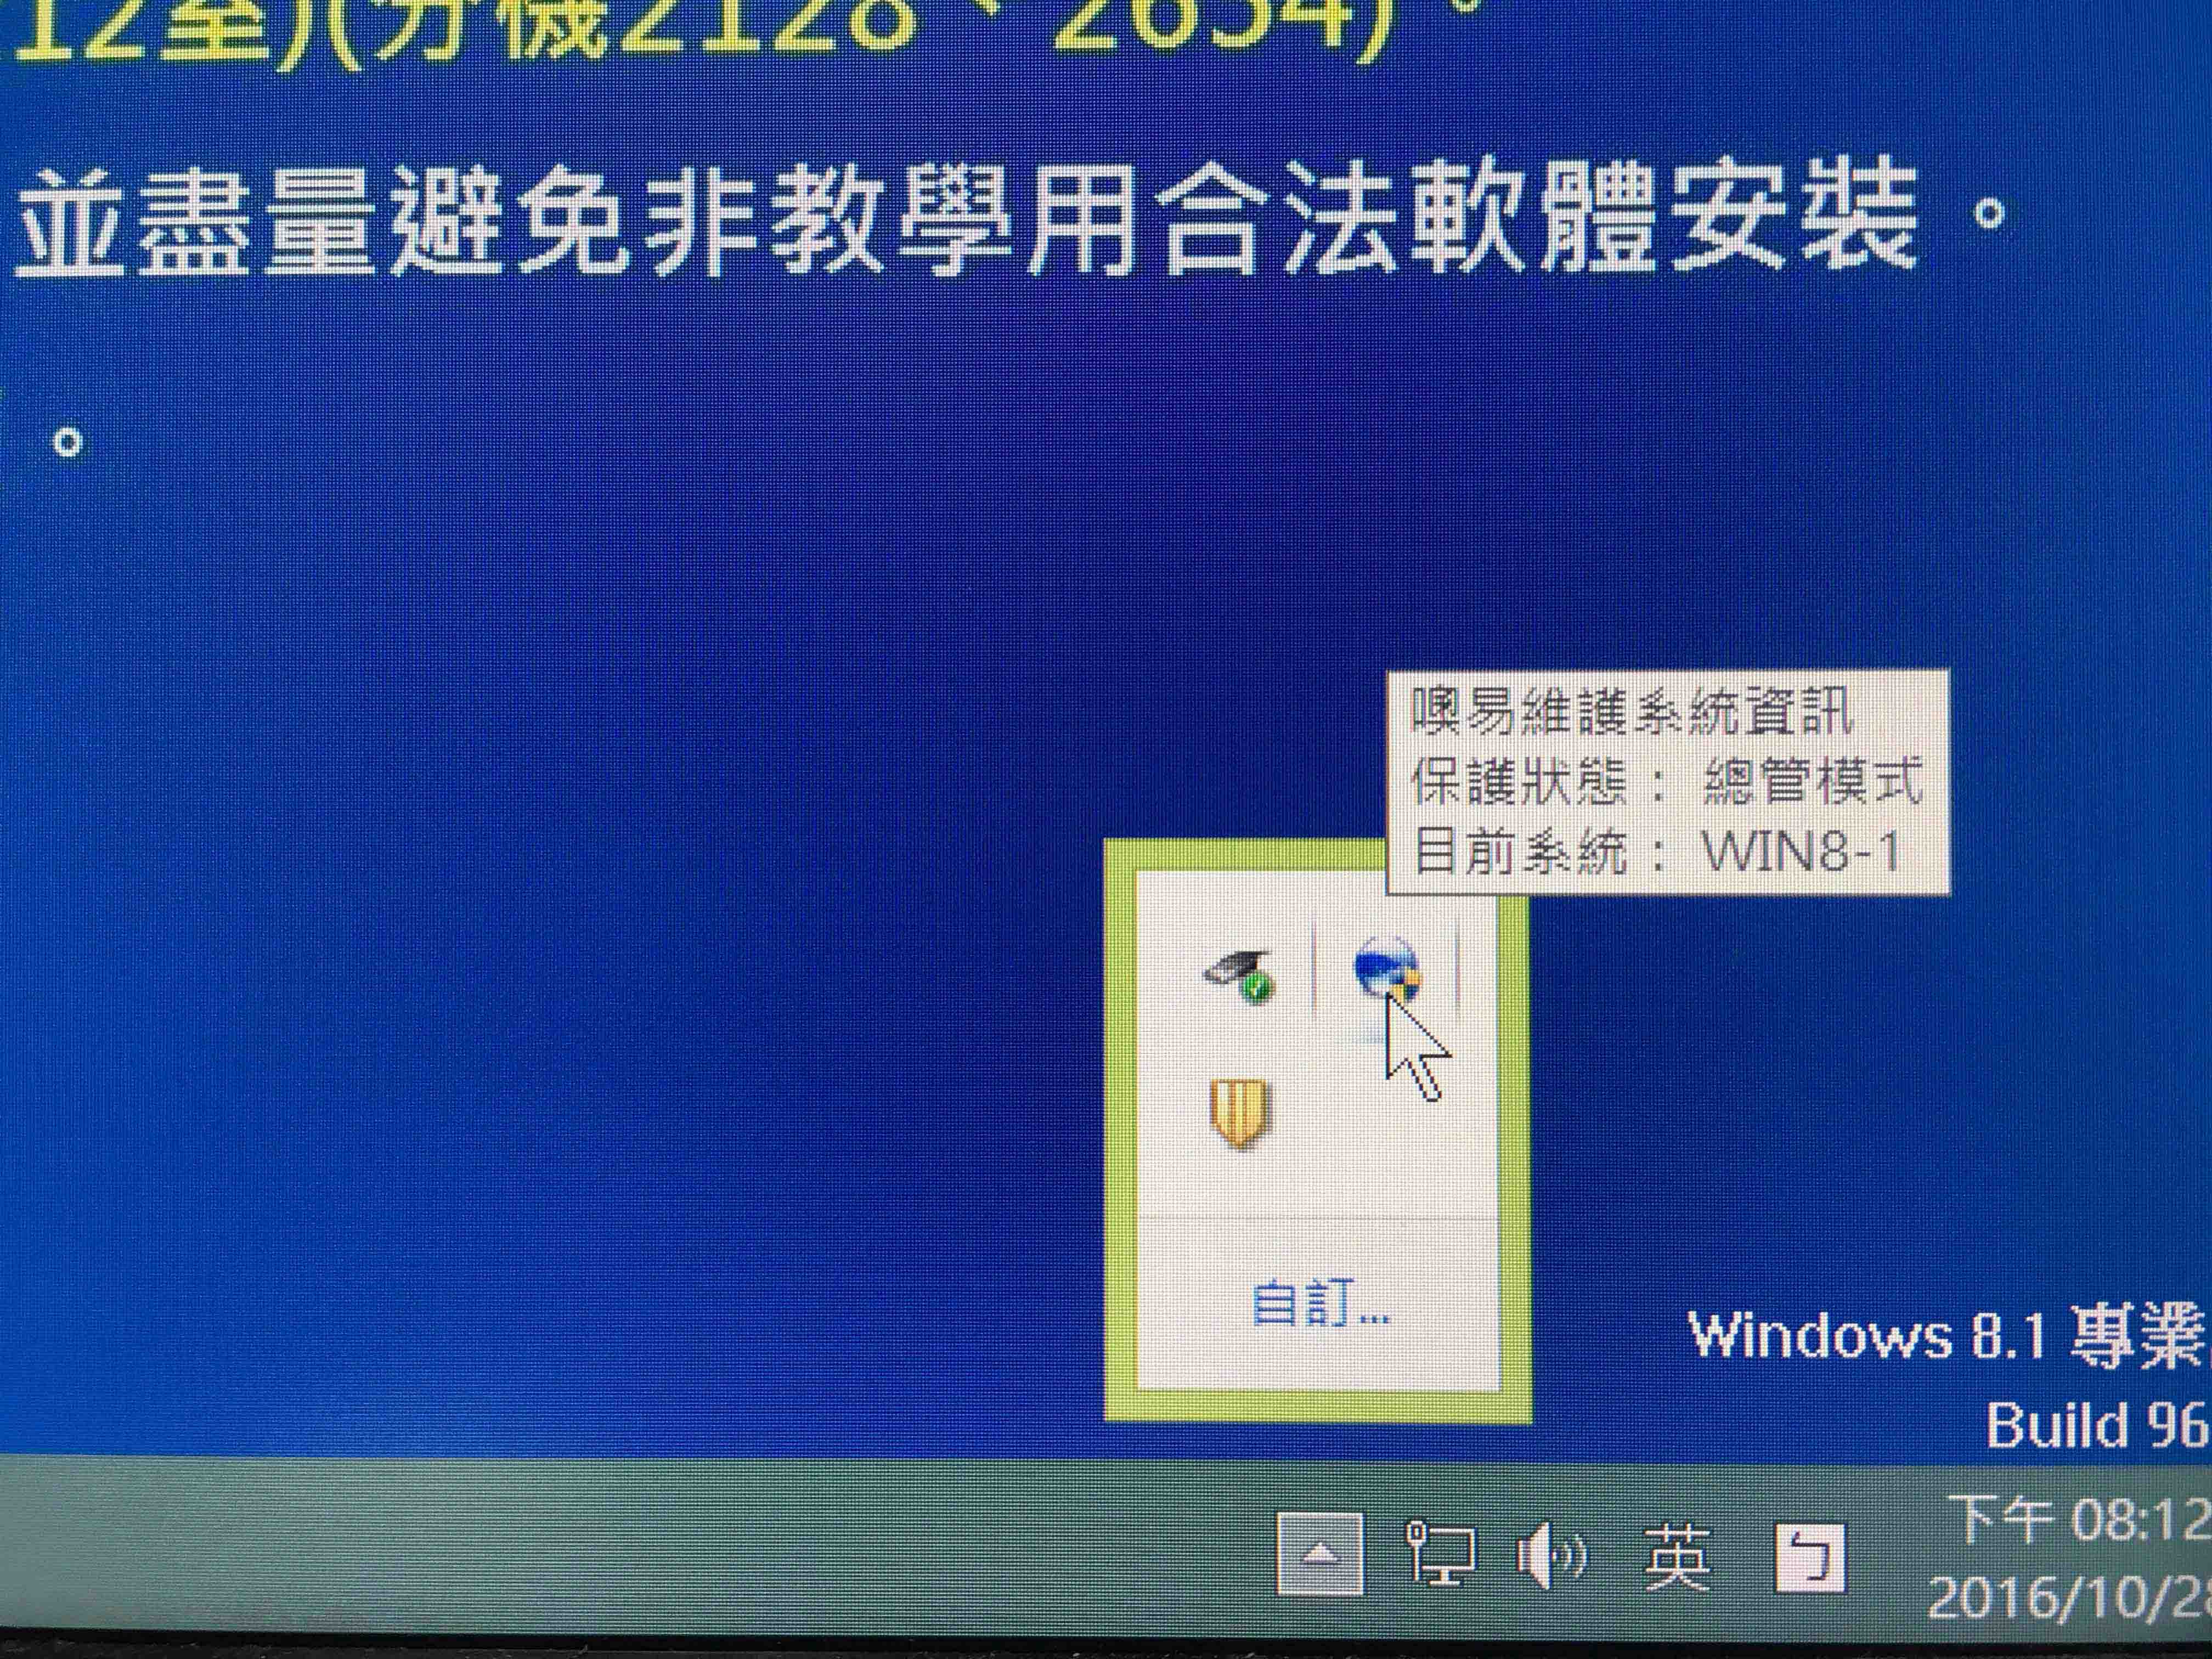 12室)(分機2128、2654)。
並盡量避免非教學用合法軟體安裝。
。
噢易維護系統資訊
保護狀態： 總管模式
目前系統： WIN8-1
自訂...
Windows 8.1 專業
Build 96
英 ㄅ
下午 08:12
2016/10/28